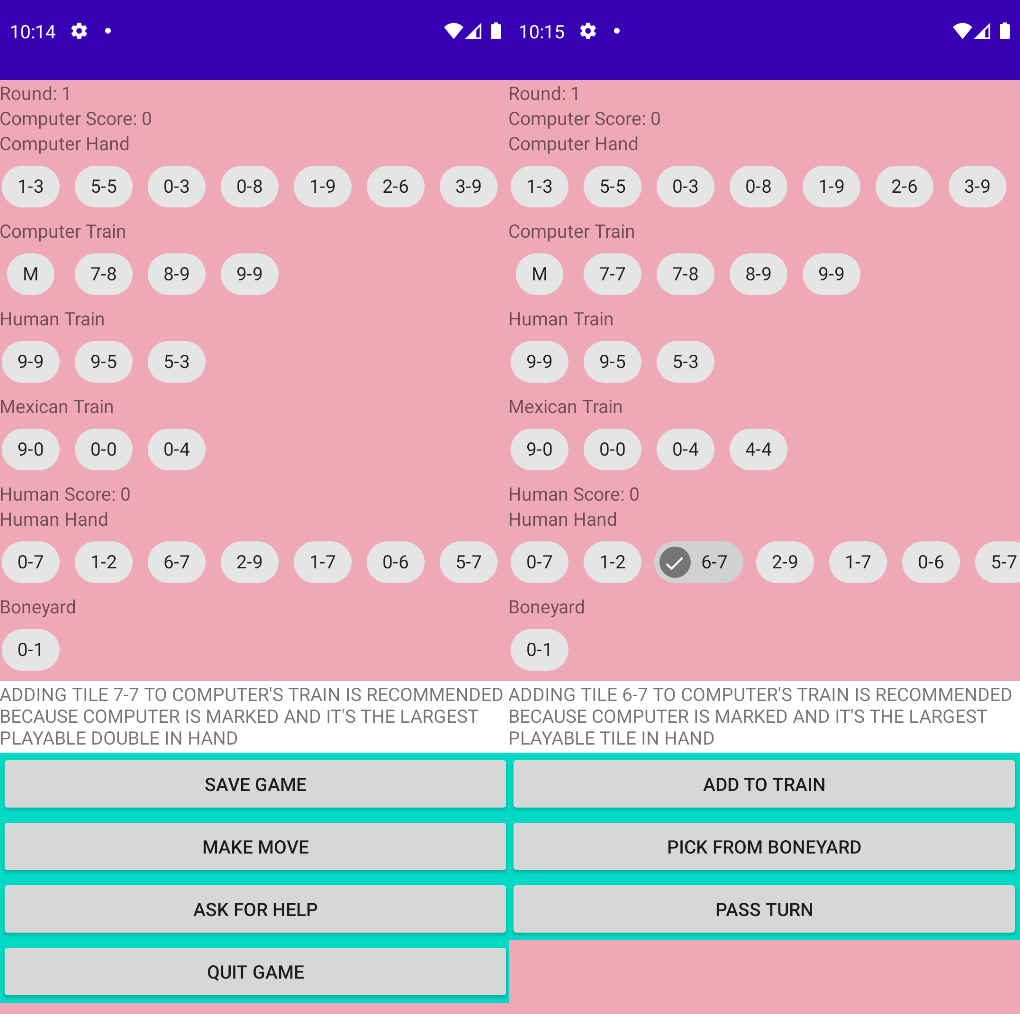 10:14
Round: 1
Computer Score: 0
Computer Hand
1-3 5-5 0-3 0-8 1-9 2-6 3-9
Computer Train
M 7-8 8-9 9-9
Human Train
9-9 9-5 5-3
Mexican Train
9-0 0-0 0-4
Human Score: 0
Human Hand
0-7 1-2 6-7 2-9 1-7 0-6 5-7
Boneyard
0-1
ADDING TILE 7-7 TO COMPUTER'S TRAIN IS RECOMMENDED
BECAUSE COMPUTER IS MARKED AND IT'S THE LARGEST
PLAYABLE DOUBLE IN HAND
SAVE GAME
MAKE MOVE
ASK FOR HELP
QUIT GAME
10:15
Round: 1
Computer Score: 0
Computer Hand
1-3 5-5 0-3 0-8 1-9 2-6 3-9
Computer Train
M 7-7 7-8 8-9 9-9
Human Train
9-9 9-5 5-3
Mexican Train
9-0 0-0 0-4 4-4
Human Score: 0
Human Hand
0-7 1-2 6-7 2-9 1-7 0-6 5-7
Boneyard
0-1
ADDING TILE 6-7 TO COMPUTER'S TRAIN IS RECOMMENDED
BECAUSE COMPUTER IS MARKED AND IT'S THE LARGEST
PLAYABLE TILE IN HAND
ADD TO TRAIN
PICK FROM BONEYARD
PASS TURN